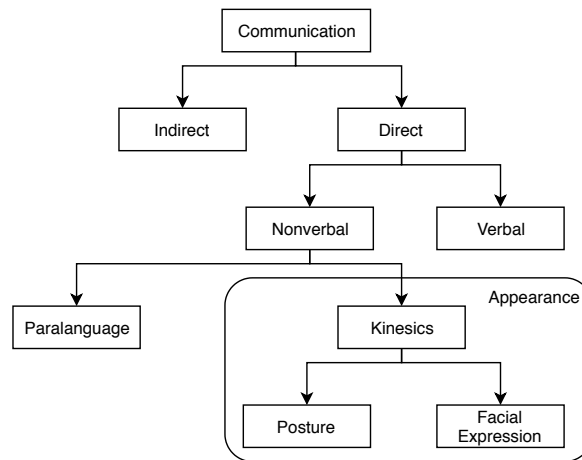 Communication
Indirect
Direct
Nonverbal
Verbal
Appearance
Paralanguage
Kinesics
Posture
Facial
Expression